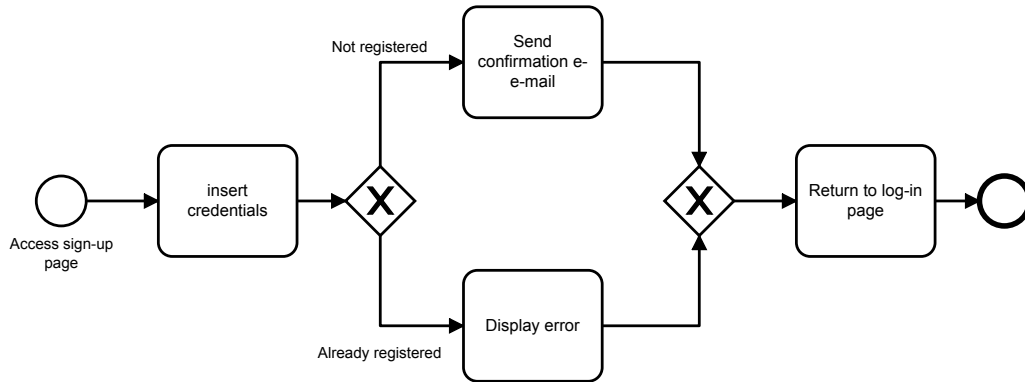 Not registered
Send
confirmation e-
e-mail
Access sign-up
page
insert
credentials
X
X
Return to log-in
page
Already registered
Display error